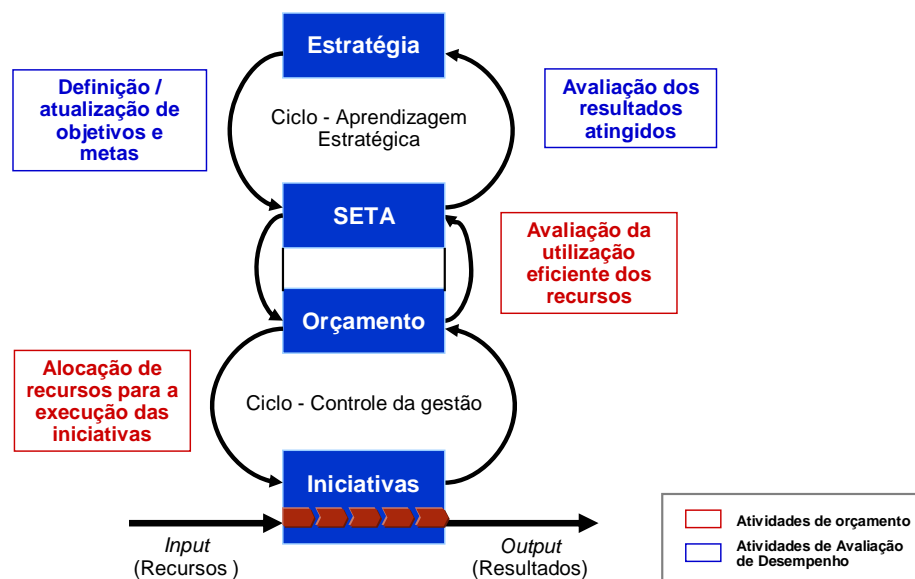 Estratégia
Definição /
atualização de
objetivos e
metas
Ciclo - Aprendizagem
Estratégica
Avaliação dos
resultados
atingidos
SETA
Avaliação da
utilização
eficiente dos
recursos
Orçamento
Alocação de
recursos para a
execução das
iniciativas
Ciclo - Controle da gestão
Iniciativas
Input
(Recursos )
Output
(Resultados)
Atividades de orçamento
Atividades de Avaliação
de Desempenho